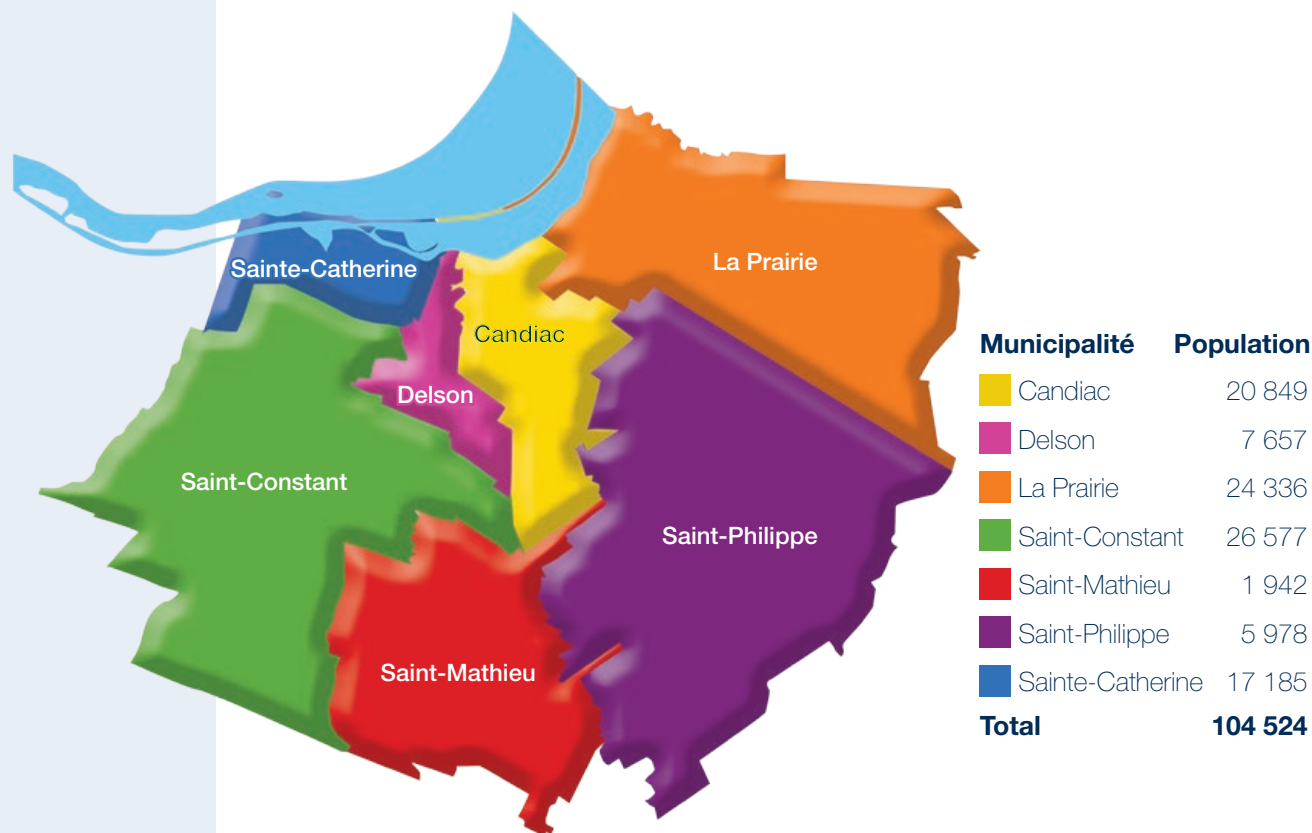 La Prairie
Sainte-Catherine
Candiac
Delson
Saint-Constant
Saint-Philippe
Saint-Mathieu
Municipalité Population
Candiac 20 849
Delson 7 657
La Prairie 24 336
Saint-Constant 26 577
Saint-Mathieu 1 942
Saint-Philippe 5 978
Sainte-Catherine 17 185
Total 104 524